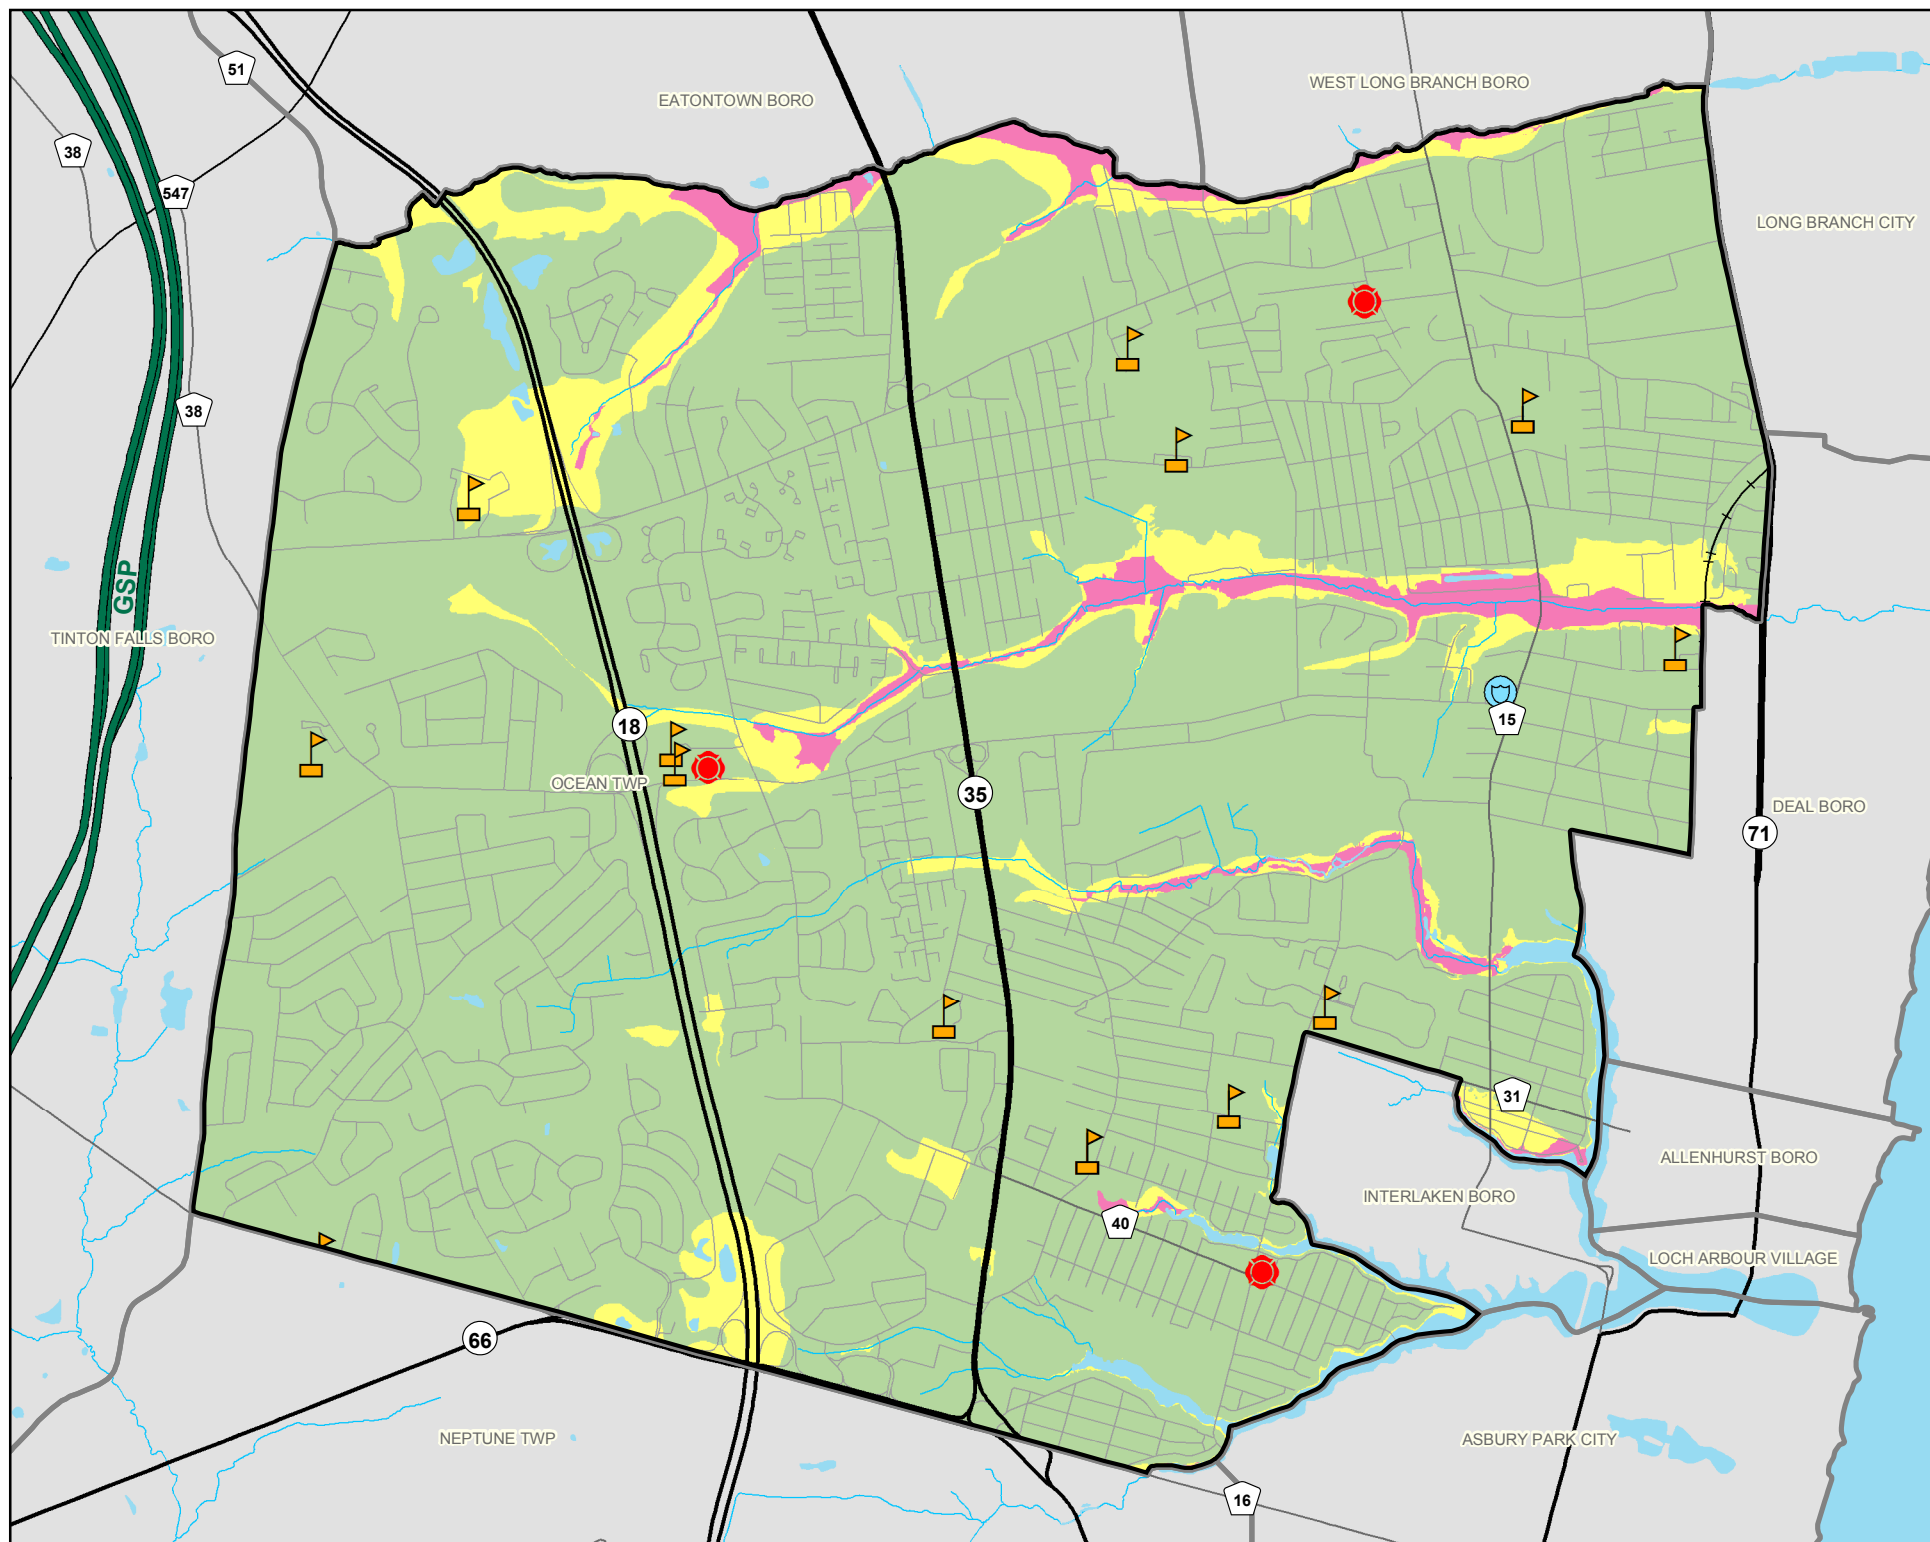 51
EATONTOWN BORO
WEST LONG BRANCH BORO
38
547
LONG BRANCH CITY
38
GSP
TINTON FALLS BORO
18
15
OCEAN TWP
35
DEAL BORO
71
31
ALLENHURST BORO
INTERLAKEN BORO
40
LOCH ARBOUR VILLAGE
66
NEPTUNE TWP
ASBURY PARK CITY
16